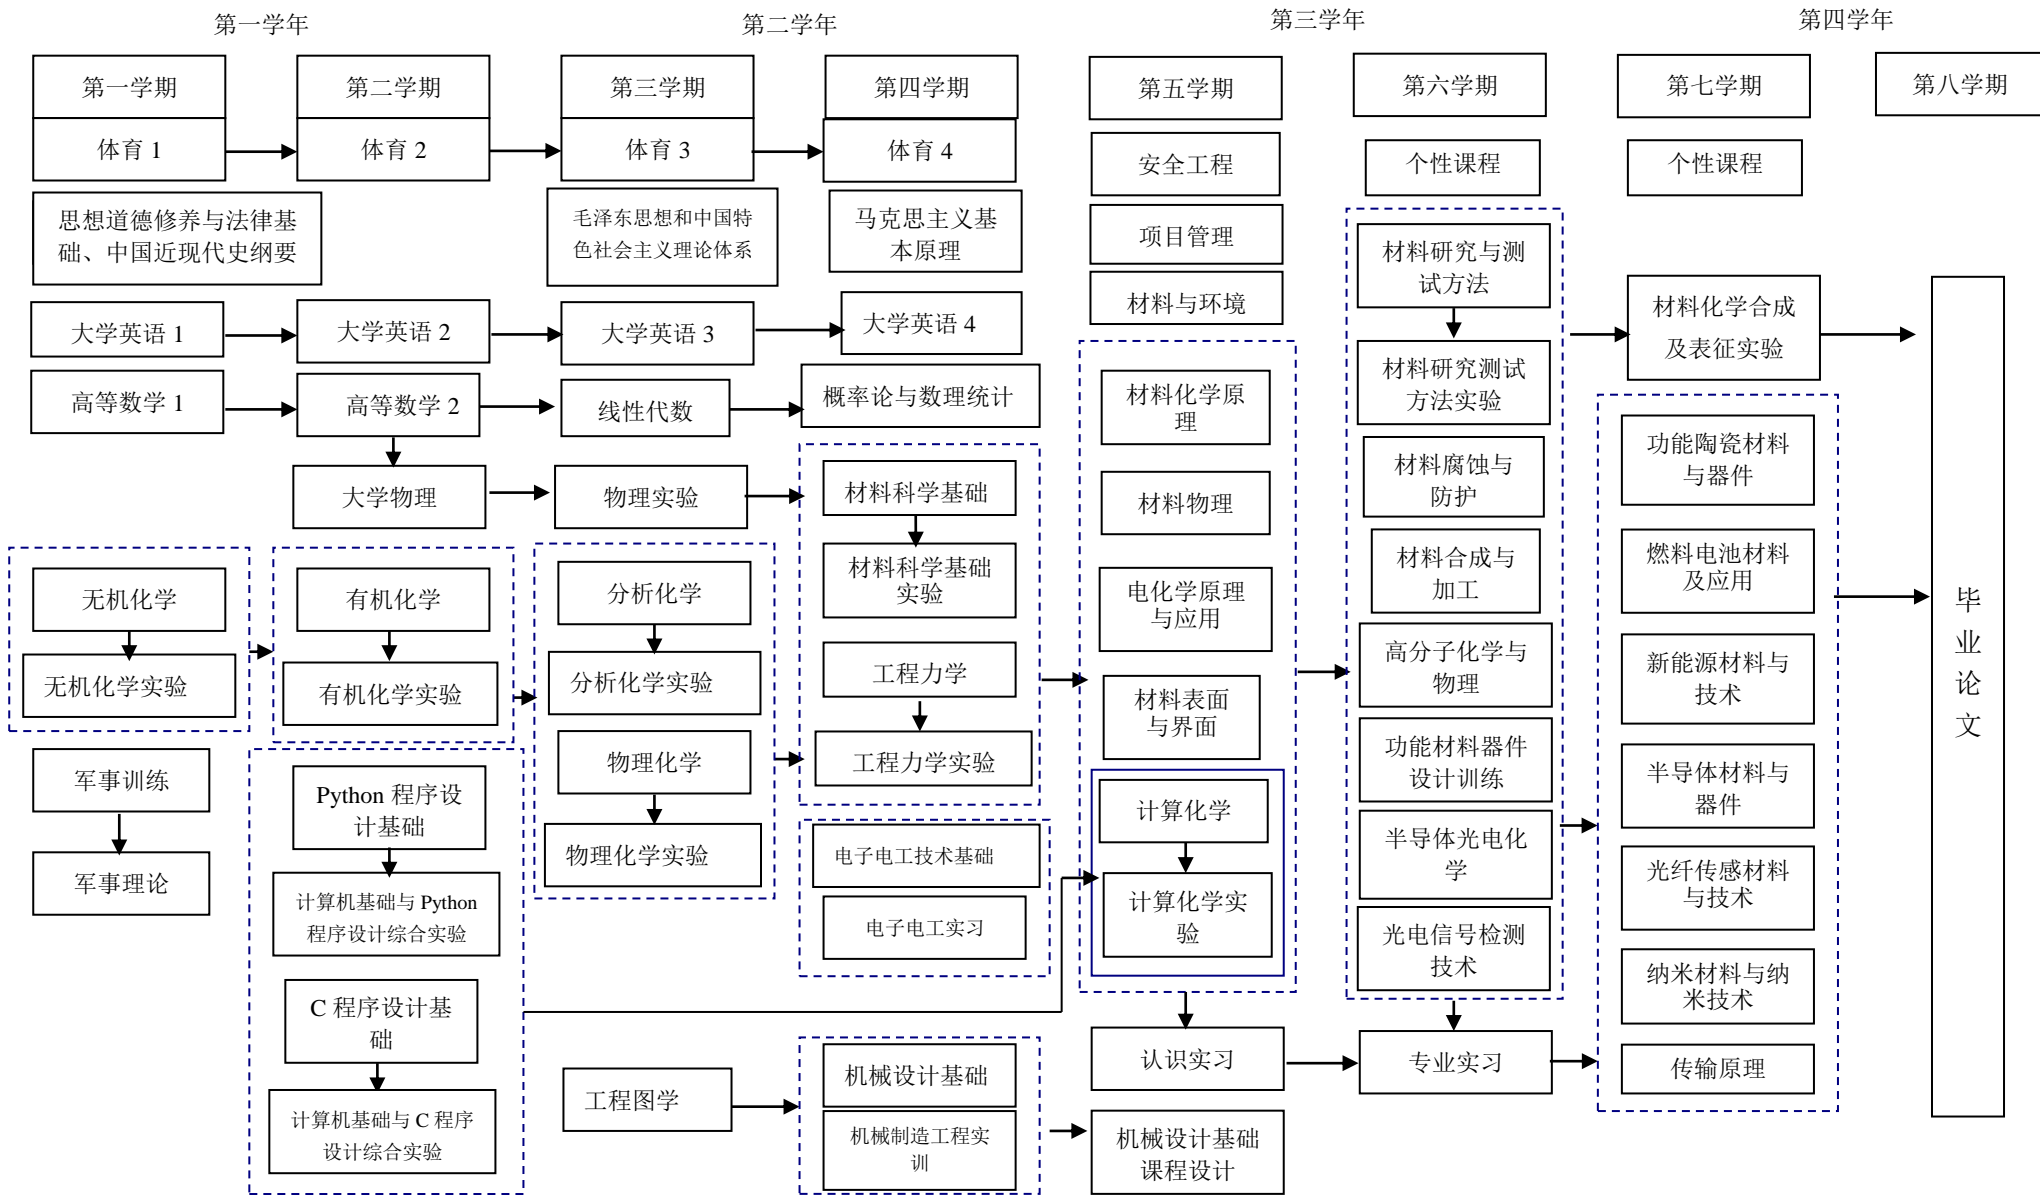 第一学年
第二学年
第三学年
第四学年
第一学期
第二学期
第三学期
第四学期
第五学期
第六学期
第七学期
第八学期
体育 1
体育 2
体育 3
体育 4
安全工程
个性课程
个性课程
思想道德修养与法律基
础、中国近现代史纲要
毛泽东思想和中国特
色社会主义理论体系
马克思主义基
本原理
项目管理
材料与环境
大学英语 1
大学英语 2
大学英语 3
大学英语 4
高等数学 1
高等数学 2
线性代数
概率论与数理统计
大学物理
物理实验
无机化学
无机化学实验
有机化学
有机化学实验
分析化学
分析化学实验
物理化学
物理化学实验
材料科学基础
材料科学基础
实验
工程力学
工程力学实验
军事训练
军事理论
Python 程序设
计基础
计算机基础与 Python
程序设计综合实验
C 程序设计基
础
计算机基础与 C 程序
设计综合实验
电子电工技术基础
电子电工实习
工程图学
机械设计基础
机械制造工程实
训
材料化学原
理
材料物理
电化学原理
与应用
材料表面
与界面
计算化学
计算化学实
验
认识实习
机械设计基础
课程设计
材料研究与测
试方法
材料研究测试
方法实验
材料腐蚀与
防护
材料合成与
加工
高分子化学与
物理
功能材料器件
设计训练
半导体光电化
学
光电信号检测
技术
专业实习
材料化学合成
及表征实验
功能陶瓷材料
与器件
燃料电池材料
及应用
新能源材料与
技术
半导体材料与
器件
光纤传感材料
与技术
纳米材料与纳
米技术
传输原理
毕
业
论
文